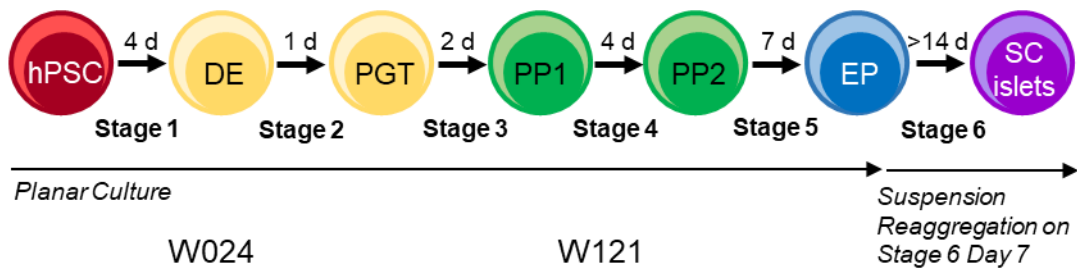 4 d 1 d 2 d 4 d 7 d >14 d
hPSC DE PGT PP1 PP2 EP SC islets
Stage 1 Stage 2 Stage 3 Stage 4 Stage 5 Stage 6
Planar Culture
Suspension
Reaggregation on
Stage 6 Day 7
W024 W121